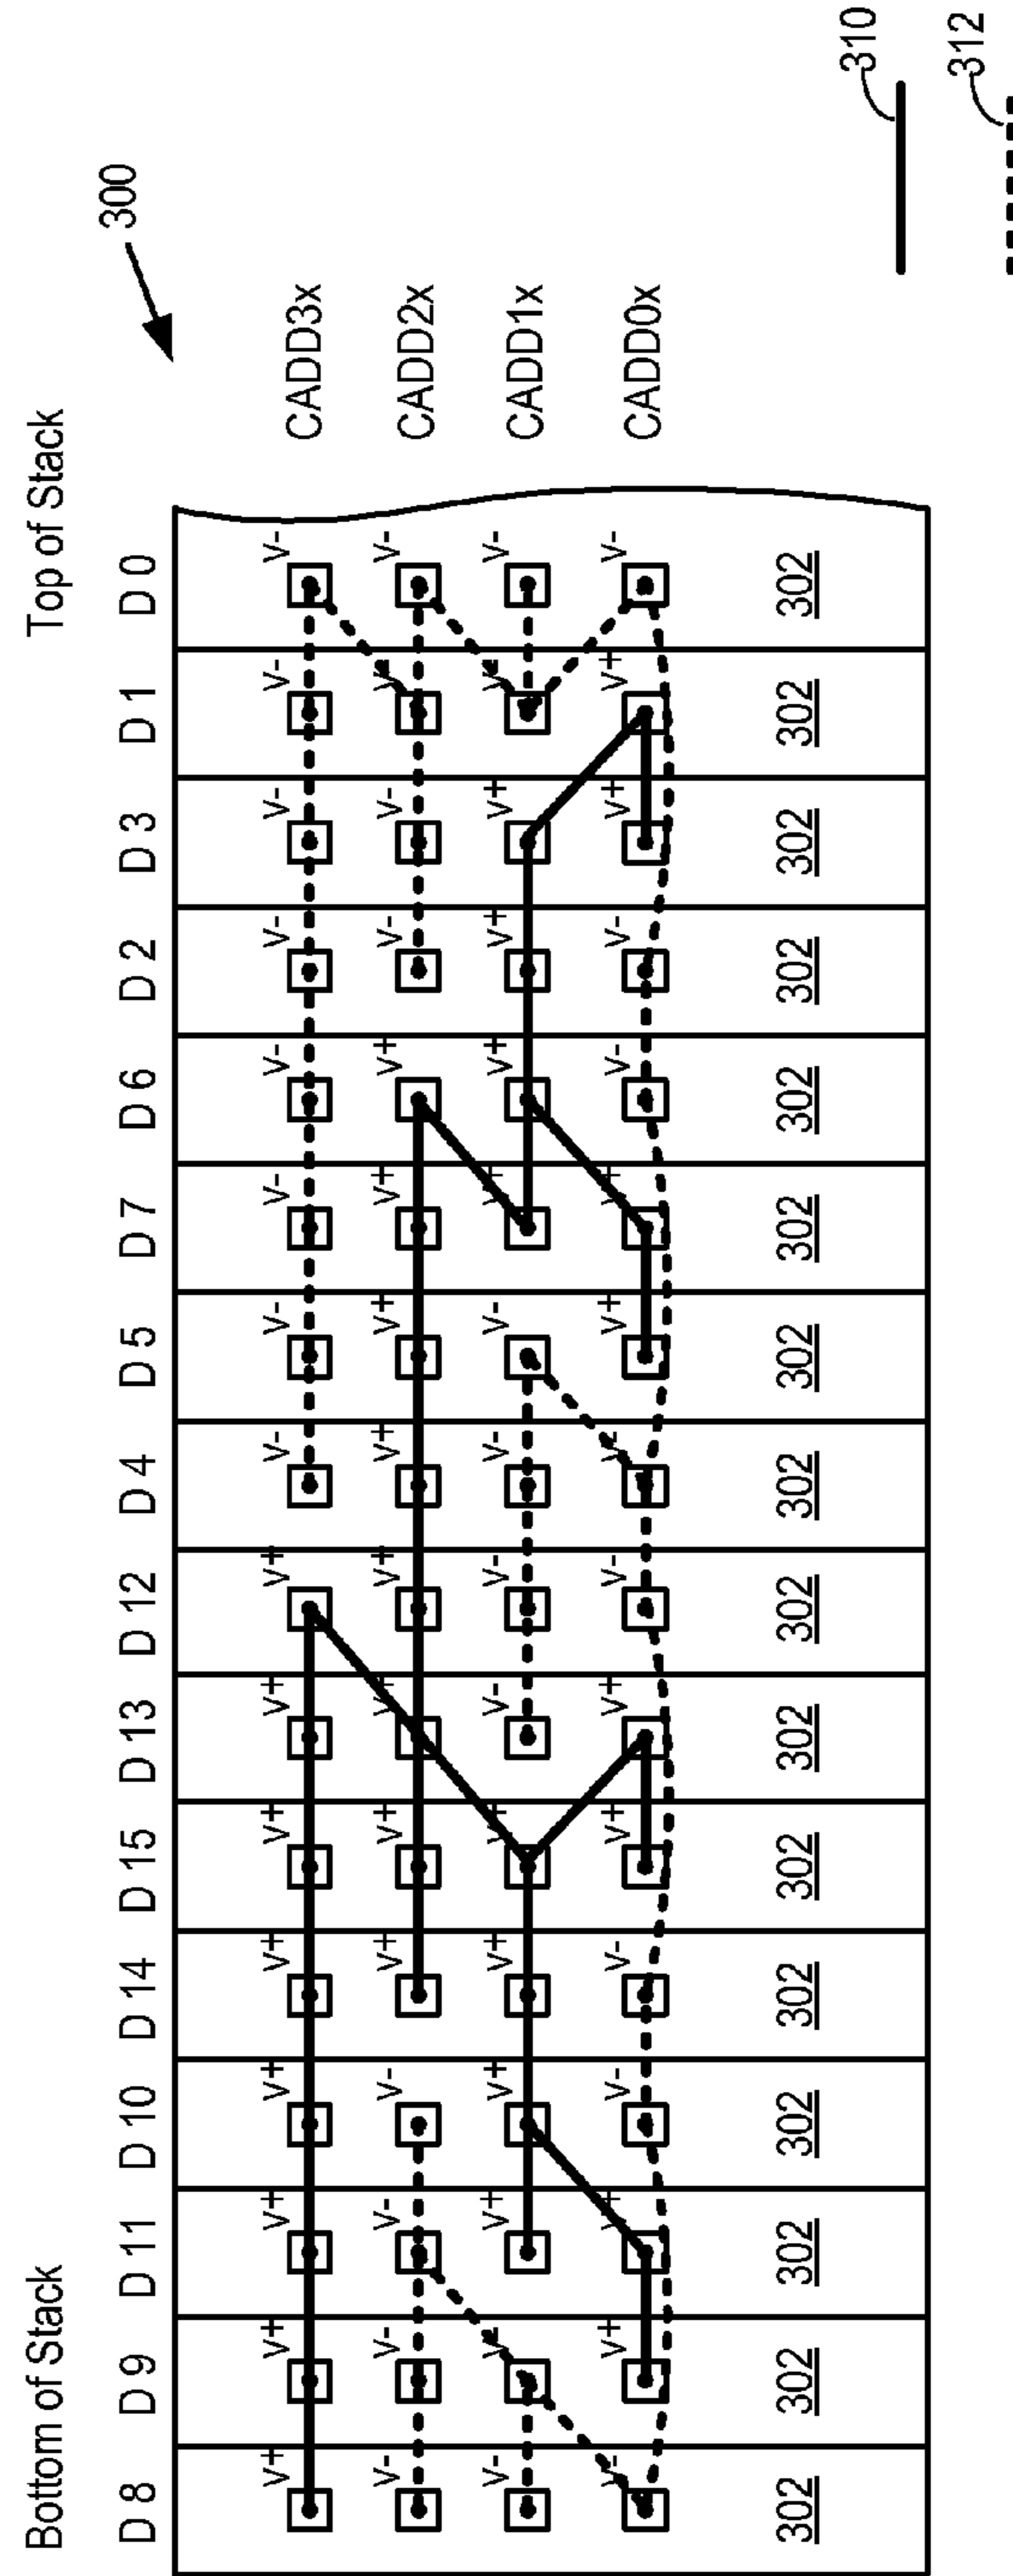 Bottom of Stack Top of Stack
D 8 D 9 D 11 D 10 D 14 D 15 D 13 D 12 D 4 D 5 D 7 D 6 D 2 D 3 D 1 D 0
300
V+ V+ V+ V+ V+ V+ V+ V+ V- V- V- V- V- V- V- V- CADD3x
V- V- V- V- V+ V+ V+ V+ V+ V+ V+ V+ V- V- V- V- CADD2x
V- V- V+ V+ V+ V+ V- V- V- V- V+ V+ V+ V+ V- V- CADD1x
V- V+ V+ V- V- V+ V+ V- V- V+ V+ V- V- V+ V+ V- CADD0x
302 302 302 302 302 302 302 302 302 302 302 302 302 302 302 302
310
312